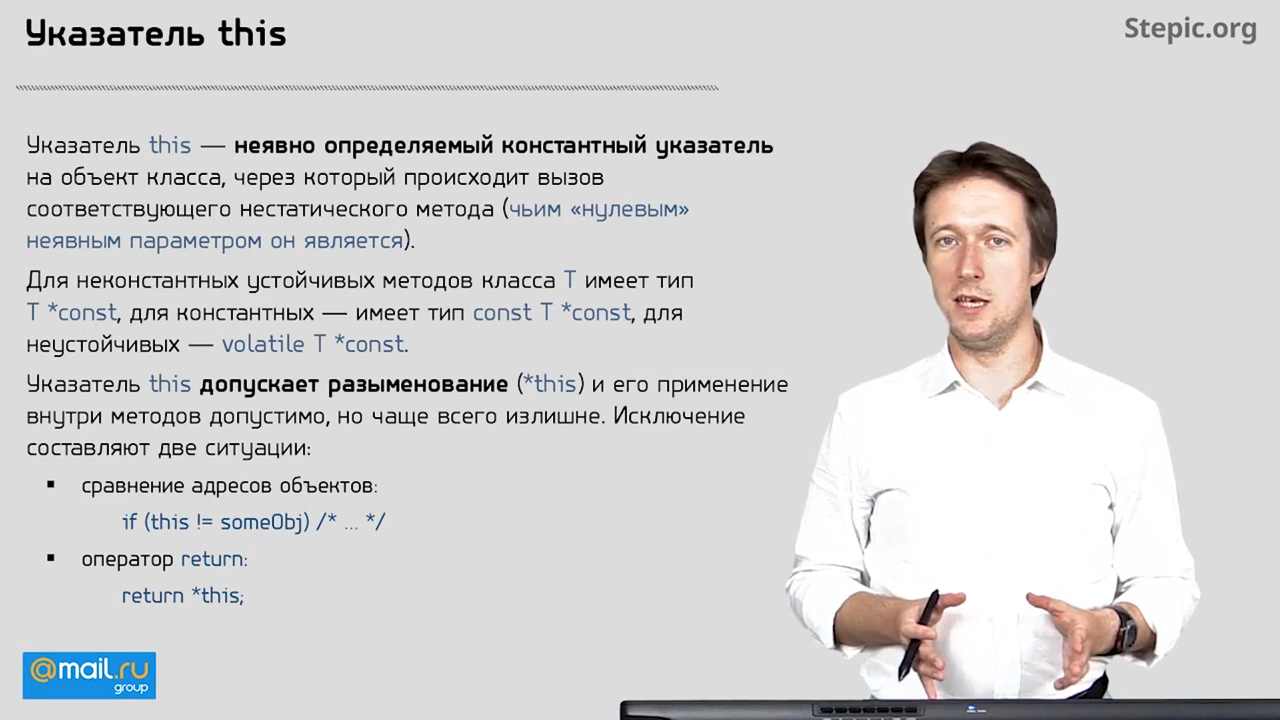 Указатель this
Stepic.org
Указатель this — неявно определяемый константный указатель
на объект класса, через который происходит вызов
соответствующего нестатического метода (чьим «нулевым»
неявным параметром он является).
Для неконстантных устойчивых методов класса T имеет тип
T *const, для константных — имеет тип const T *const, для
неустойчивых — volatile T *const.
Указатель this допускает разыменование (*this) и его применение
внутри методов допустимо, но чаще всего излишне. Исключение
составляют две ситуации:
▪ сравнение адресов объектов:
if (this != someObj) /* ... */
▪ оператор return:
return *this;
@mail.ru
group